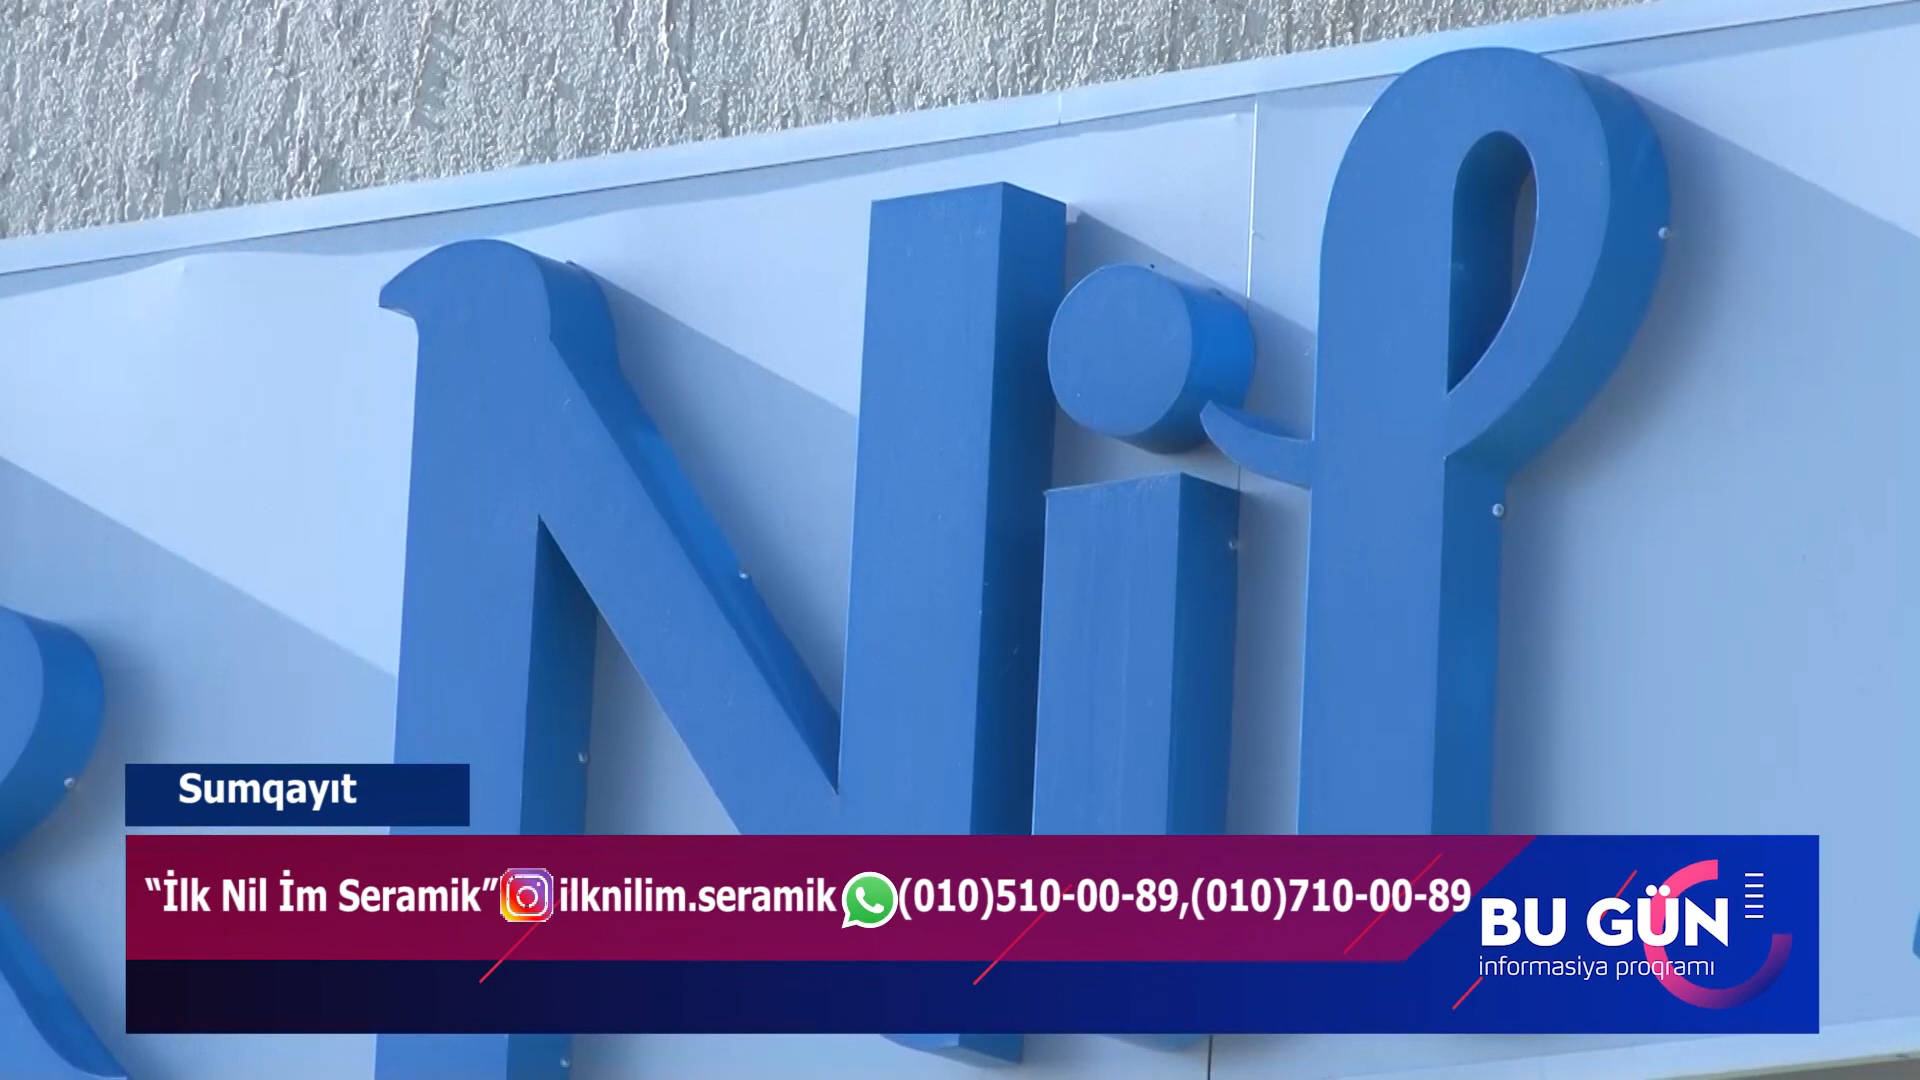 Nil
Sumqayıt
“İlk Nil İm Seramik” ilknilim.seramik (010)510-00-89,(010)710-00-89
BU GÜN
informasiya proqramı